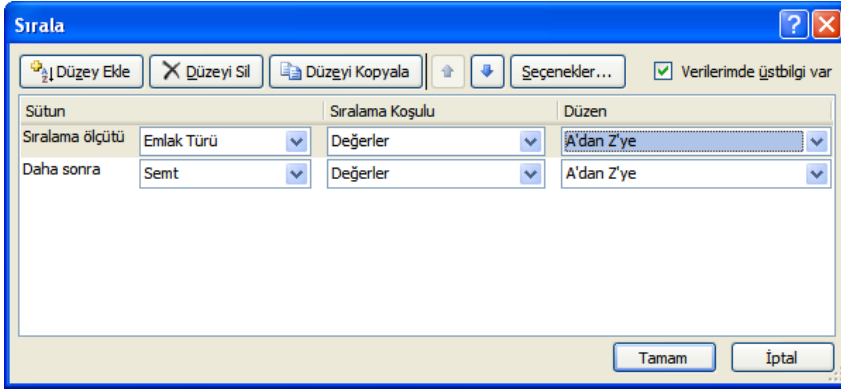 Sırala
Düzey Ekle Düzeyi Sil Düzeyi Kopyala Seçenekler... Verilerimde üstbilgi var
Sütun Sıralama Koşulu Düzen
Sıralama ölçütü Emlak Türü Değerler A'dan Z'ye
Daha sonra Semt Değerler A'dan Z'ye
Tamam İptal